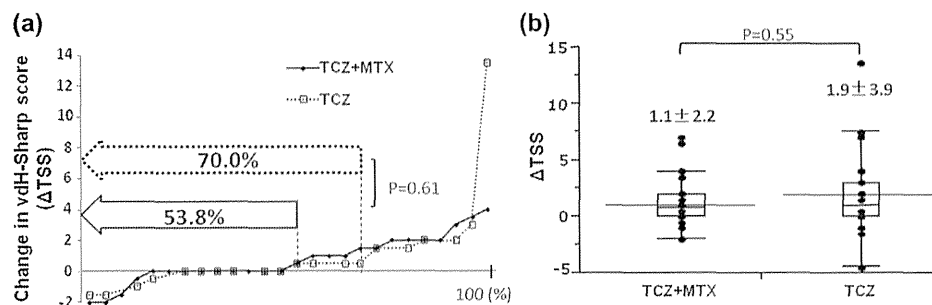 (a)
Change in vdH-Sharp score
(ΔTSS)
14
12
10
8
6
4
2
0
-2
TCZ+MTX
TCZ
70.0%
53.8%
P=0.61
100 (%)
(b)
P=0.55
ΔTSS
15
10
5
0
-5
1.1±2.2
1.9±3.9
TCZ+MTX
TCZ